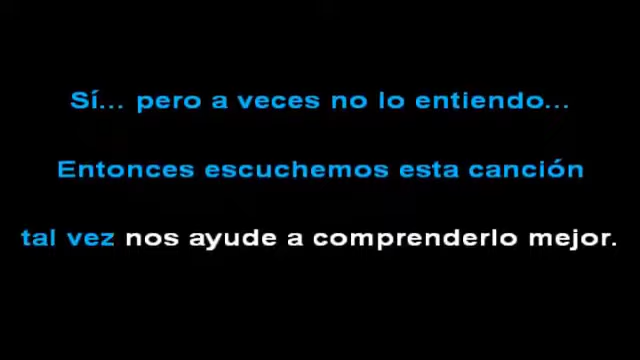 Sí... pero a veces no lo entiendo...
Entonces escuchemos esta canción
tal vez nos ayude a comprenderlo mejor.